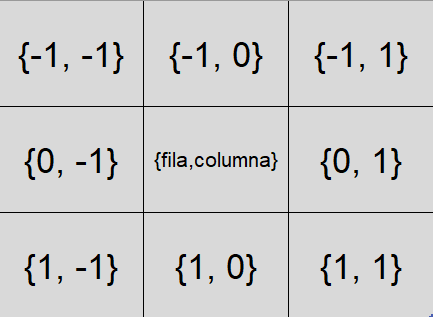 {-1, -1} {-1, 0} {-1, 1}
{0, -1} {fila,columna} {0, 1}
{1, -1} {1, 0} {1, 1}